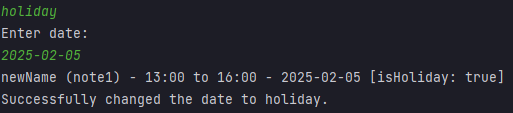 holiday
Enter date:
2025-02-05
newName (note1) - 13:00 to 16:00 - 2025-02-05 [isHoliday: true]
Successfully changed the date to holiday.